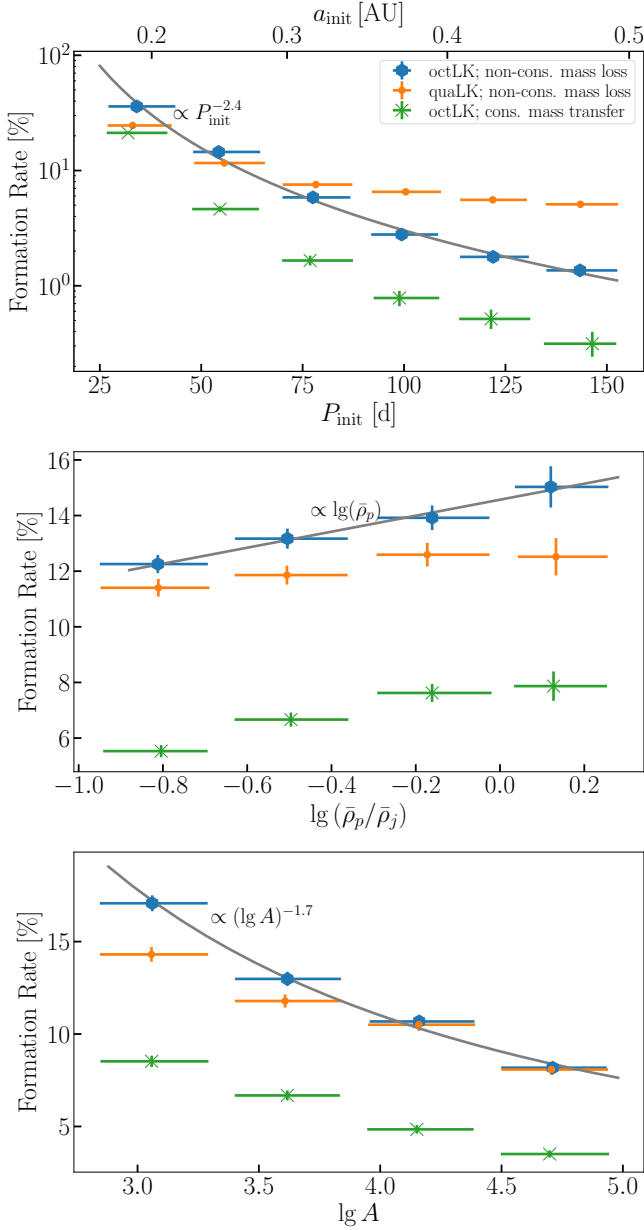 a_init [AU]
0.2 0.3 0.4 0.5
Formation Rate [%]
10^2
10^1
10^0
octLK; non-cons. mass loss
quaLK; non-cons. mass loss
octLK; cons. mass transfer
∝ P_init^−2.4
25 50 75 100 125 150
P_init [d]
Formation Rate [%]
16
14
12
10
8
6
∝ lg(ρ̄_p)
−1.0 −0.8 −0.6 −0.4 −0.2 0.0 0.2
lg (ρ̄_p/ρ̄_j)
Formation Rate [%]
15
10
5
∝ (lg A)^−1.7
3.0 3.5 4.0 4.5 5.0
lg A